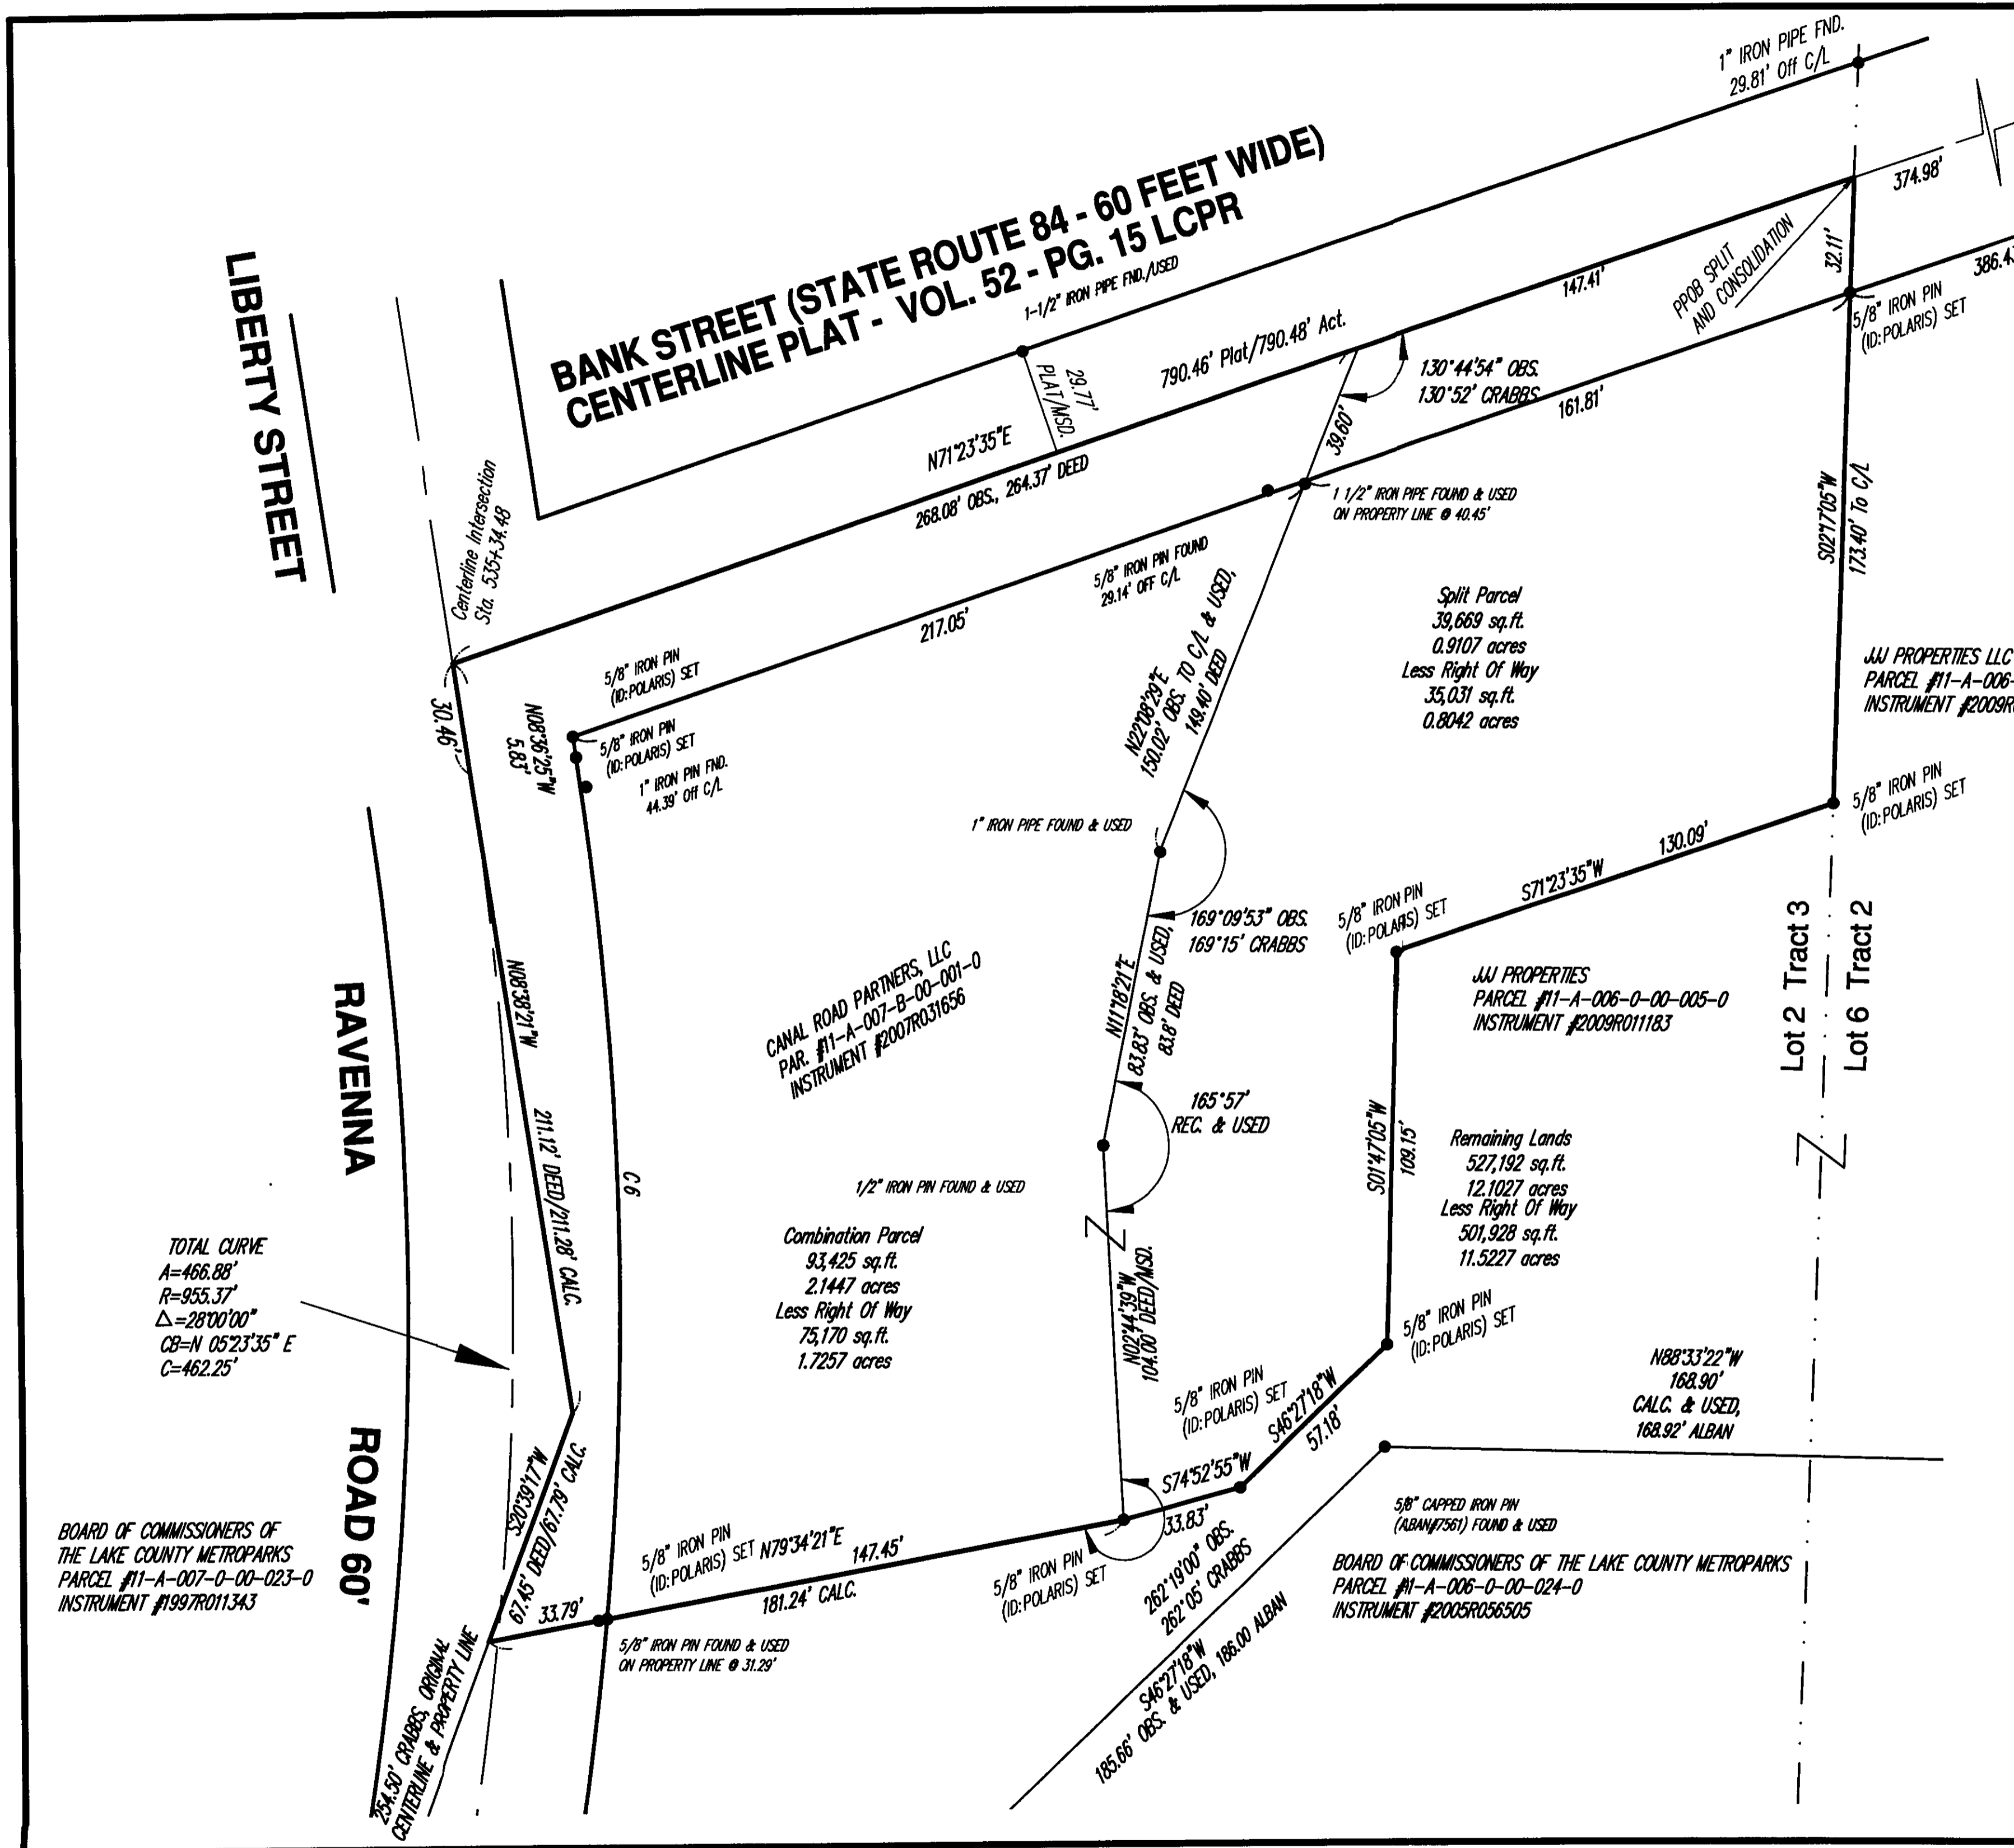 1" IRON PIPE FND.
29.81' Off C/L
BANK STREET (STATE ROUTE 84 - 60 FEET WIDE)
CENTERLINE PLAT - VOL. 52 - PG. 15 LCPR
1-1/2" IRON PIPE FND./USED
LIBERTY STREET
374.98'
32.11'
386.43
PPOB SPLIT
AND CONSOLIDATION
5/8" IRON PIN
(ID: POLARIS) SET
147.41'
790.46' Plat/790.48' Act.
29.77'
PLAT/MSD.
N71°23'35"E
268.08' OBS., 264.37' DEED
130°44'54" OBS.
130°52' CRABBS
161.81'
39.60'
1 1/2" IRON PIPE FOUND & USED
ON PROPERTY LINE @ 40.45'
Centerline Intersection
Sta. 535+34.48
5/8" IRON PIN FOUND
29.14' OFF C/L
217.05'
S02°17'05"W
173.40' To C/L
Split Parcel
39,669 sq.ft.
0.9107 acres
Less Right Of Way
35,031 sq.ft.
0.8042 acres
JJJ PROPERTIES LLC
PARCEL #11-A-006-
INSTRUMENT #2009R
30.46'
N08°36'25"W
5.83'
5/8" IRON PIN
(ID: POLARIS) SET
5/8" IRON PIN
(ID: POLARIS) SET
1" IRON PIN FND.
44.39' Off C/L
N22°08'29"E
150.02' OBS. TO C/L & USED,
149.40' DEED
1" IRON PIPE FOUND & USED
5/8" IRON PIN
(ID: POLARIS) SET
130.09'
S71°23'35"W
5/8" IRON PIN
(ID: POLARIS) SET
169°09'53" OBS.
169°15' CRABBS
N11°18'21"E
83.83' OBS. & USED,
83.8' DEED
Lot 2 Tract 3
Lot 6 Tract 2
JJJ PROPERTIES
PARCEL #11-A-006-0-00-005-0
INSTRUMENT #2009R011183
CANAL ROAD PARTNERS, LLC
PAR. #11-A-007-B-00-001-0
INSTRUMENT #2007R031656
RAVENNA
N08°38'21"W
211.12' DEED/211.28' CALC.
C6
165°57'
REC. & USED
1/2" IRON PIN FOUND & USED
S01°47'05"W
109.15'
Remaining Lands
527,192 sq.ft.
12.1027 acres
Less Right Of Way
501,928 sq.ft.
11.5227 acres
Combination Parcel
93,425 sq.ft.
2.1447 acres
Less Right Of Way
75,170 sq.ft.
1.7257 acres
TOTAL CURVE
A=466.88'
R=955.37'
Δ=28°00'00"
CB=N 05°23'35" E
C=462.25'
N02°44'39"W
104.00' DEED/MSD.
5/8" IRON PIN
(ID: POLARIS) SET
5/8" IRON PIN
(ID: POLARIS) SET
S46°27'18"W
57.18'
N88°33'22"W
168.90'
CALC. & USED,
168.92' ALBAN
S74°52'55"W
33.83'
ROAD 60'
S20°39'17"W
67.45' DEED/67.79' CALC.
BOARD OF COMMISSIONERS OF
THE LAKE COUNTY METROPARKS
PARCEL #11-A-007-0-00-023-0
INSTRUMENT #1997R011343
5/8" IRON PIN
(ID: POLARIS) SET N79°34'21"E
147.45'
181.24' CALC.
33.79'
5/8" IRON PIN FOUND & USED
ON PROPERTY LINE @ 31.29'
5/8" IRON PIN
(ID: POLARIS) SET
262°19'00" OBS.
262°05' CRABBS
5/8" CAPPED IRON PIN
(ALBAN#7561) FOUND & USED
BOARD OF COMMISSIONERS OF THE LAKE COUNTY METROPARKS
PARCEL #11-A-006-0-00-024-0
INSTRUMENT #2005R056505
S46°27'18"W
185.66' OBS. & USED, 186.00 ALBAN
254.50' CRABBS, ORIGINAL
CENTERLINE & PROPERTY LINE